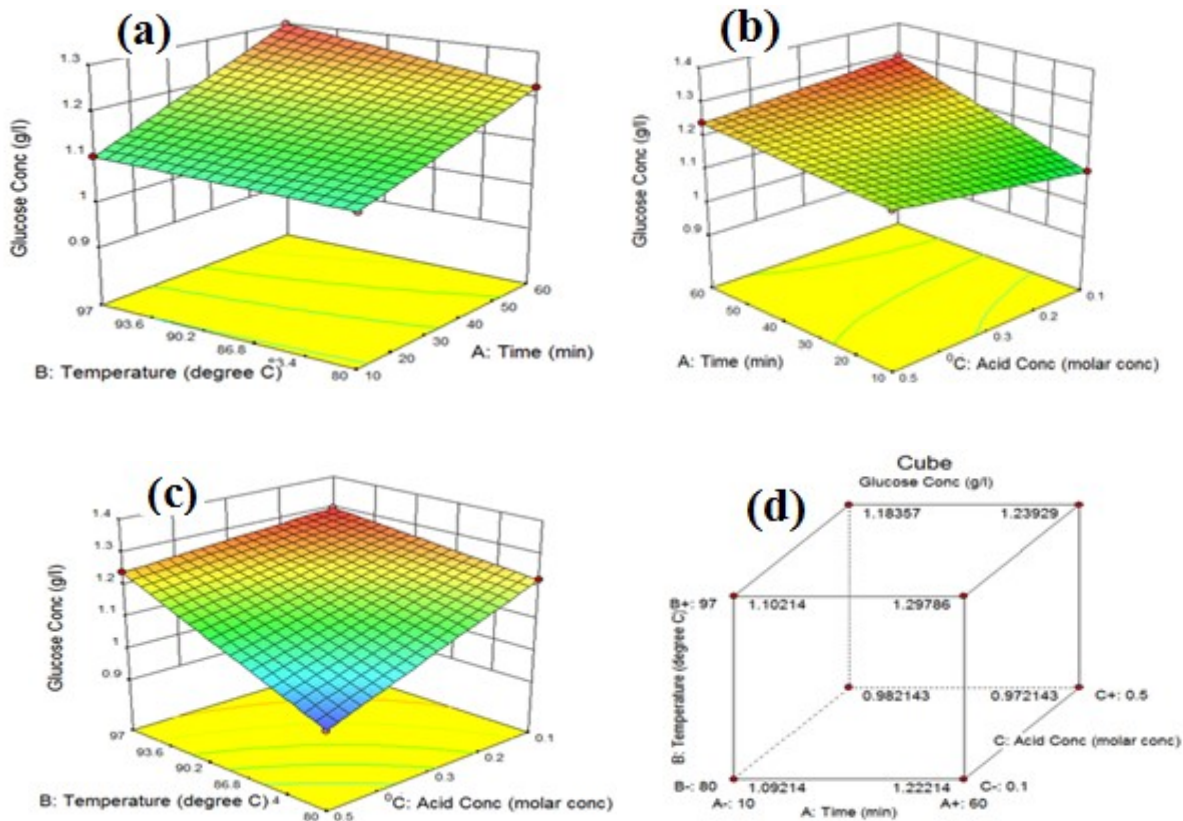 (a)
Glucose Conc (g/l)
1.3
1.2
1.1
1
0.9
97
93.6
90.2
86.8
83.4
80
B: Temperature (degree C)
10
20
30
40
50
60
A: Time (min)
(b)
Glucose Conc (g/l)
1.4
1.3
1.2
1.1
1
0.9
60
50
40
30
20
10
A: Time (min)
0.5
0.3
0.2
0.1
C: Acid Conc (molar conc)
(c)
Glucose Conc (g/l)
1.4
1.3
1.2
1.1
1
0.9
97
93.6
90.2
86.8
4
80
B: Temperature (degree C)
0.5
0.3
0.2
0.1
C: Acid Conc (molar conc)
(d)
Cube
Glucose Conc (g/l)
1.18357
1.23929
B+: 97
1.10214
1.29786
B: Temperature (degree C)
0.982143
0.972143
C+: 0.5
C: Acid Conc (molar conc)
B-: 80
1.09214
1.22214
C-: 0.1
A-: 10
A: Time (min)
A+: 60